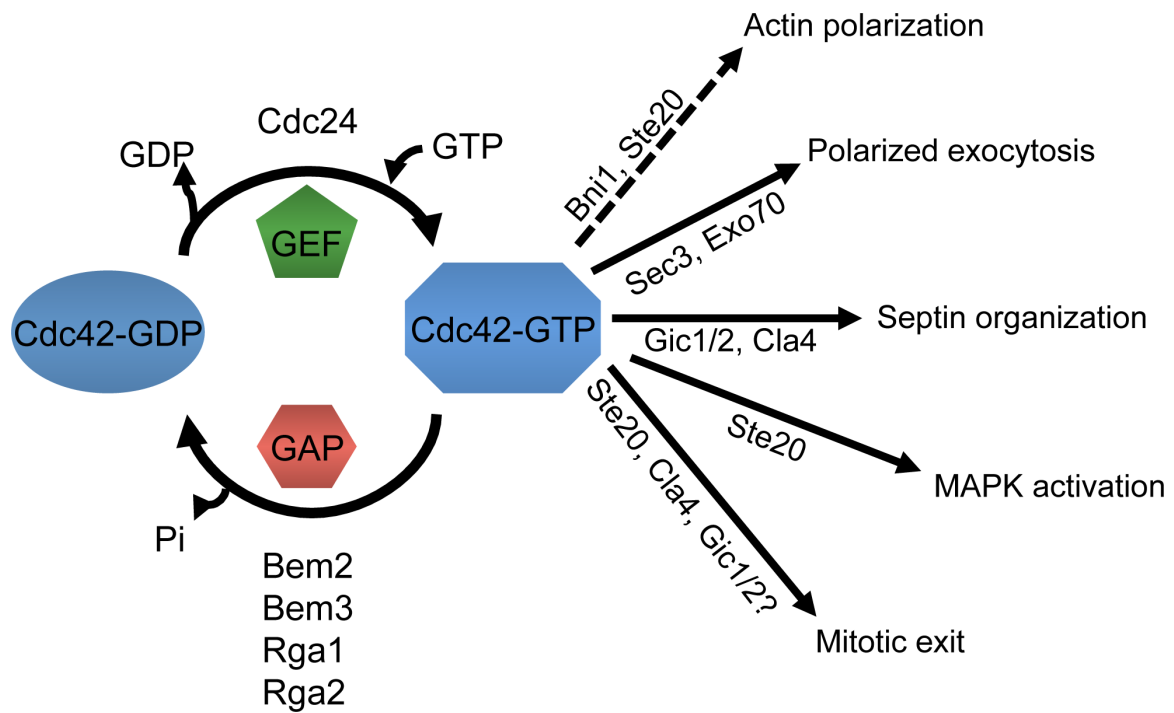 Actin polarization
Bni1, Ste20
Cdc24
GDP
GTP
Polarized exocytosis
Sec3, Exo70
GEF
Cdc42-GDP
Cdc42-GTP
Septin organization
Gic1/2, Cla4
GAP
Ste20
MAPK activation
Ste20, Cla4, Gic1/2?
Pi
Bem2
Bem3
Rga1
Rga2
Mitotic exit